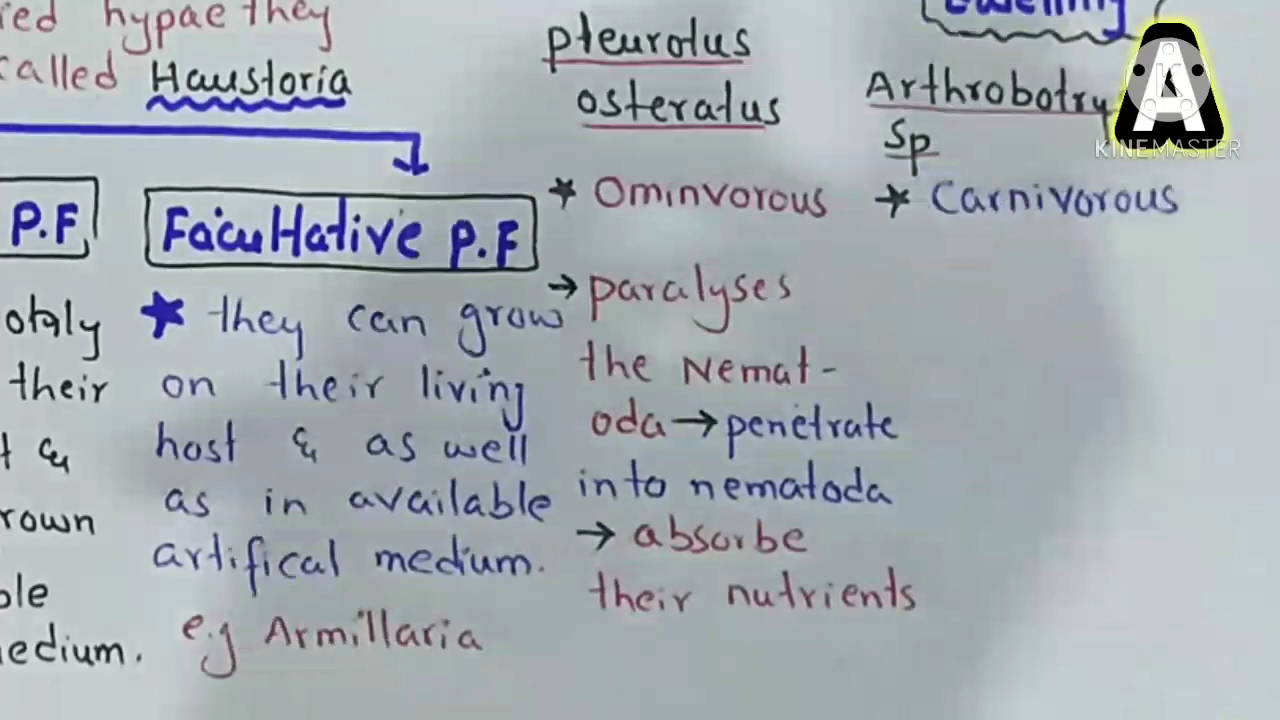 ied hypae they
called Haustoria
P.F
otaly
their
t &
rown
ble
medium.
Facultative P.F
they can grow
on their living
host & as well
as in available
artifical medium.
e.g Armillaria
pleurotus
osteratus
Ominvorous
→ paralyses
the Nemat-
oda → penetrate
into nematoda
→ absorbe
their nutrients
Dwelling
Arthrobotry
Sp
Carnivorous
K
KINEMASTER